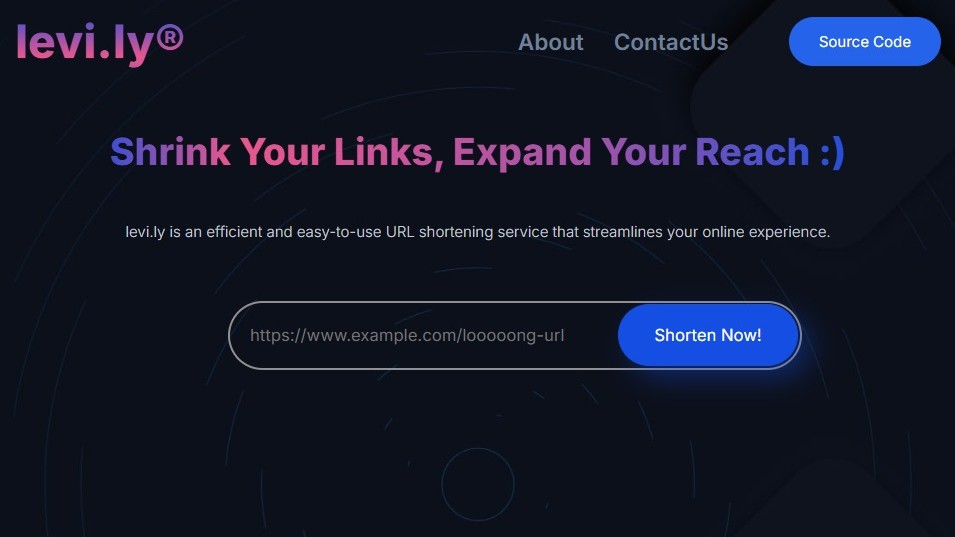 levi.ly®
About
ContactUs
Source Code
Shrink Your Links, Expand Your Reach :)
levi.ly is an efficient and easy-to-use URL shortening service that streamlines your online experience.
https://www.example.com/looooong-url
Shorten Now!